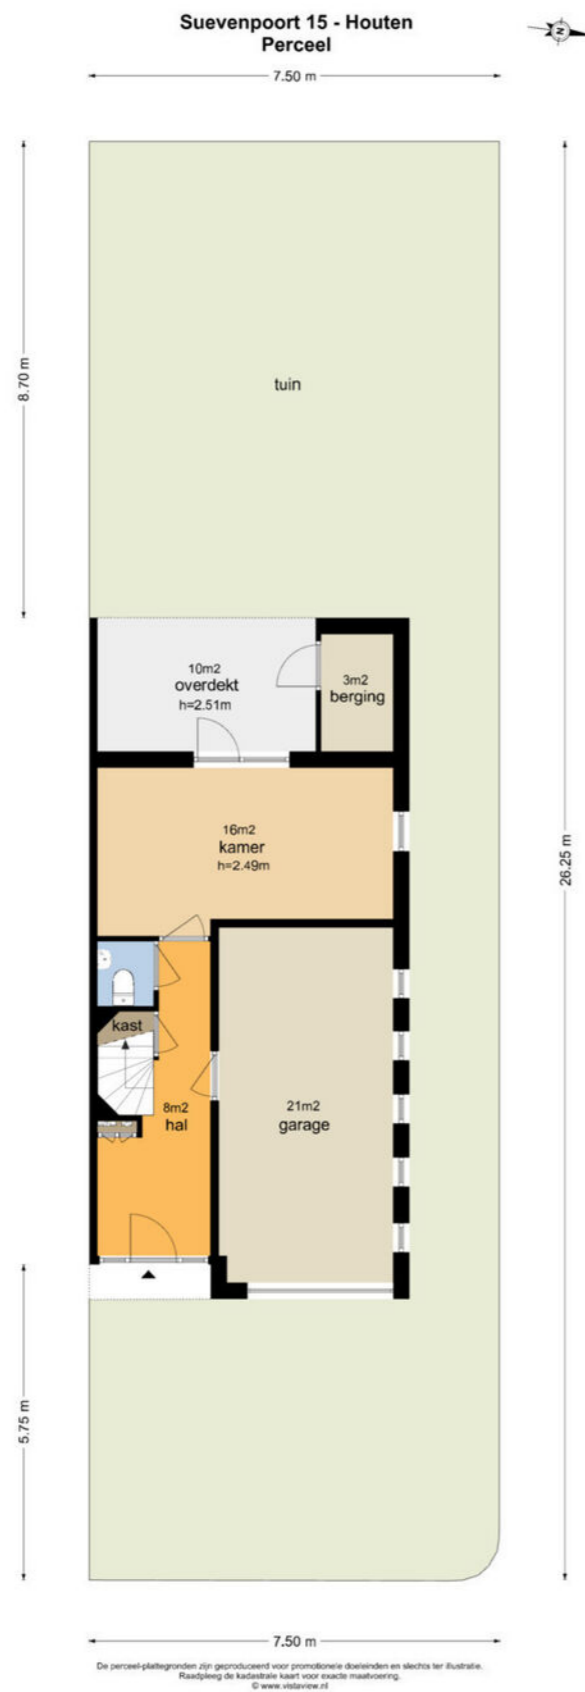 Suevenpoort 15 - Houten
Perceel
N
7.50 m
8.70 m
tuin
10m2
overdekt
h=2.51m
3m2
berging
16m2
kamer
h=2.49m
26.25 m
kast
8m2
hal
21m2
garage
5.75 m
7.50 m
De perceel-plattegronden zijn geproduceerd voor promotionele doeleinden en slechts ter illustratie.
Raadpleeg de kadastrale kaart voor exacte maatvoering.
© www.vistaview.nl